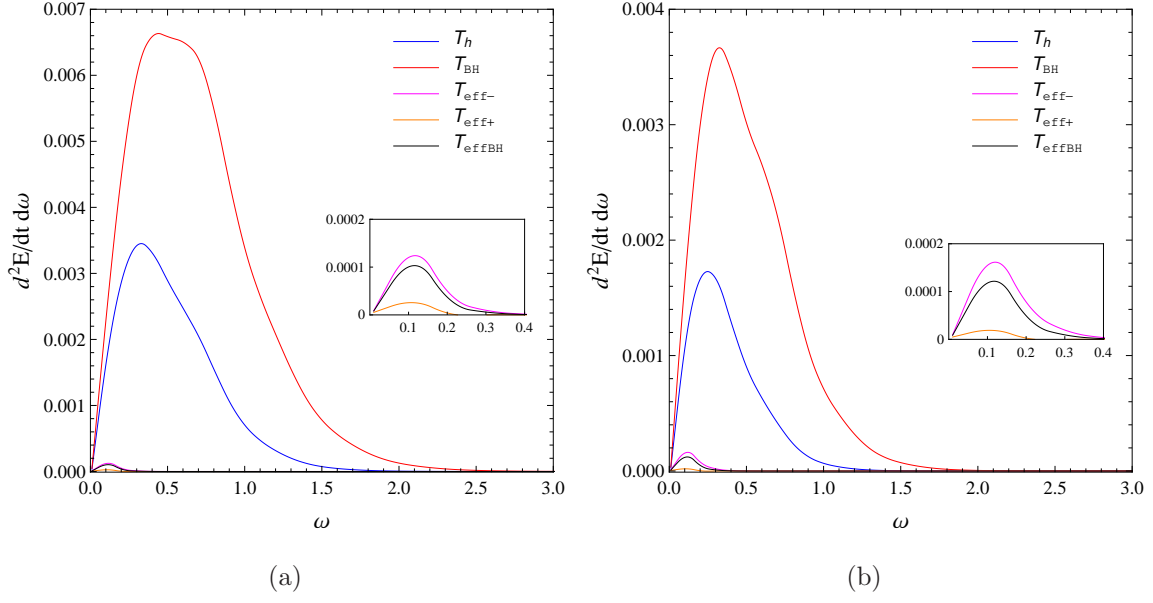 0.007
0.006
0.005
0.004
0.003
0.002
0.001
0.000
0.0 0.5 1.0 1.5 2.0 2.5 3.0
ω
d²E/dt dω
T_h
T_BH
T_eff−
T_eff+
T_effBH
0.0002
0.0001
0
0.1 0.2 0.3 0.4
(a)
0.004
0.003
0.002
0.001
0.000
0.0 0.5 1.0 1.5 2.0 2.5 3.0
ω
d²E/dt dω
T_h
T_BH
T_eff−
T_eff+
T_effBH
0.0002
0.0001
0
0.1 0.2 0.3 0.4
(b)